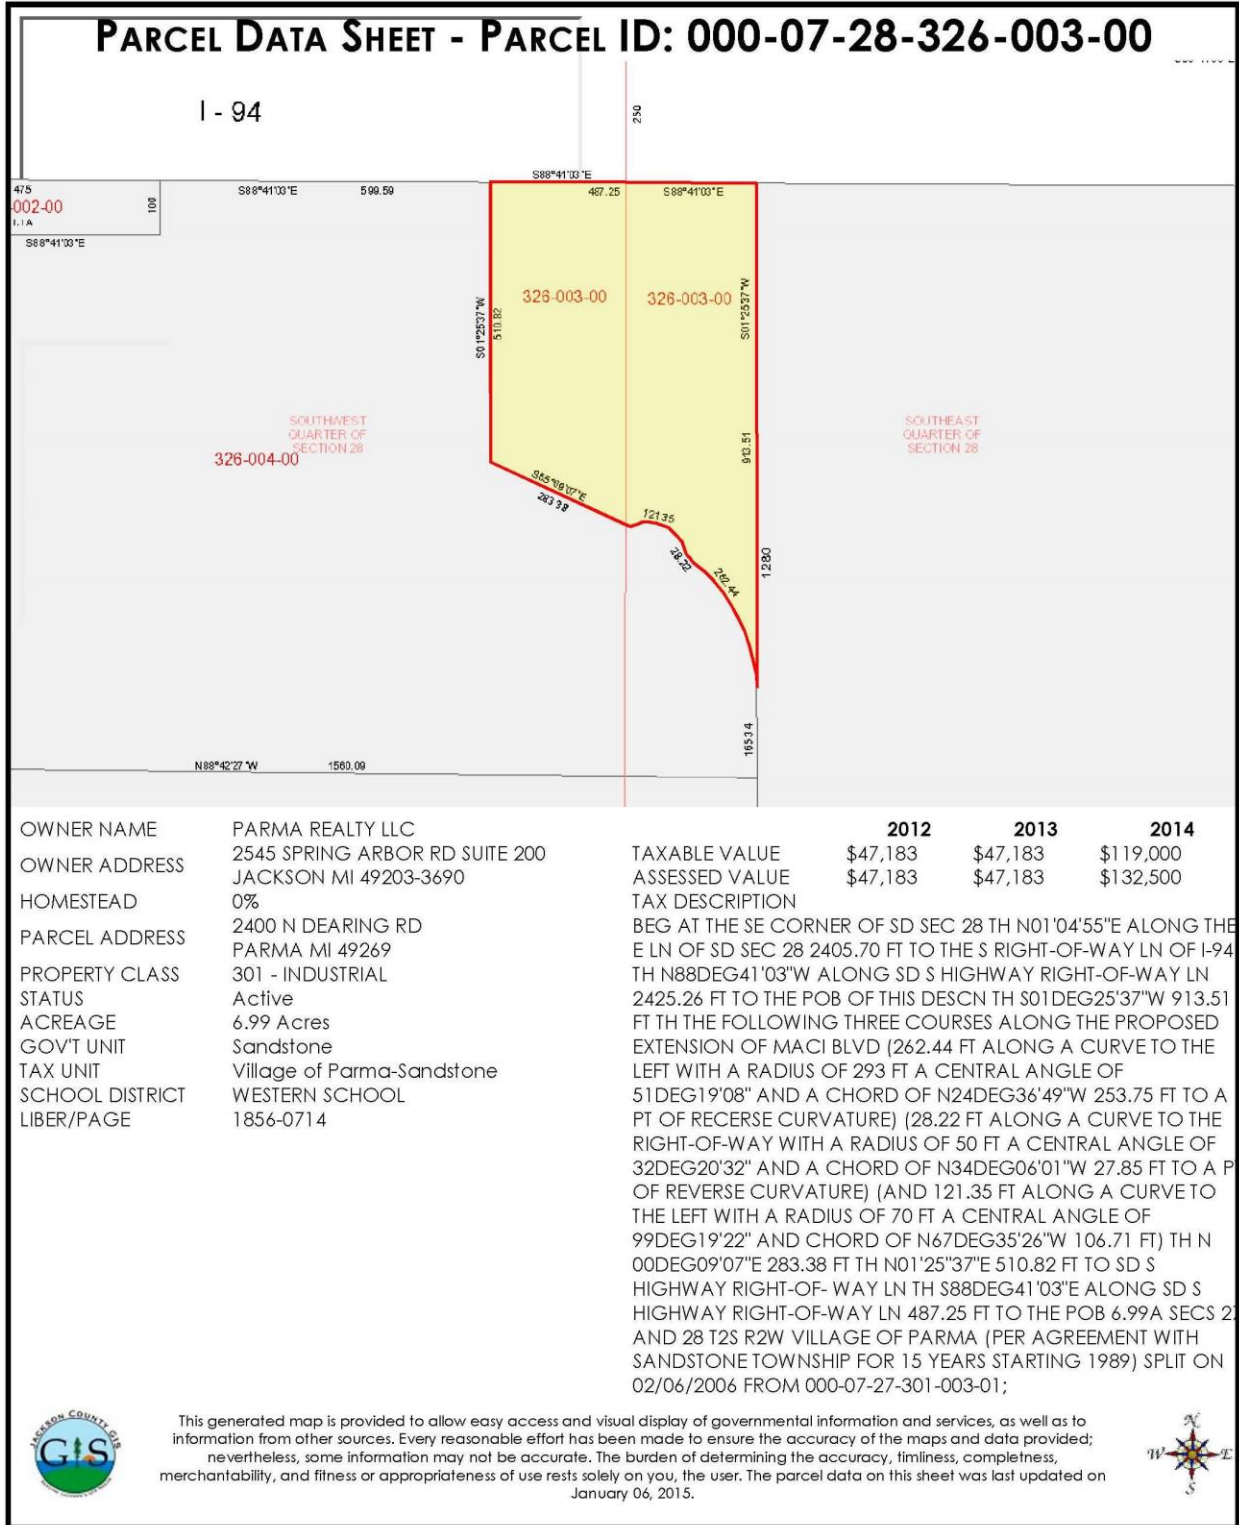 PARCEL DATA SHEET - PARCEL ID: 000-07-28-326-003-00
I - 94
250
S88°41'03"E
475
S88°41'03"E 599.59
487.25 S88°41'03"E
-002-00
100
1.1A
S88°41'03"E
326-003-00 326-003-00
S01°25'37"W
510.82
S01°25'37"W
SOUTHWEST
QUARTER OF
SECTION 28
SOUTHEAST
QUARTER OF
SECTION 28
326-004-00
913.51
283.38
121.35
28.22
262.44
1280
1653.4
N88°42'27"W 1560.09
OWNER NAME PARMA REALTY LLC
OWNER ADDRESS 2545 SPRING ARBOR RD SUITE 200
JACKSON MI 49203-3690
HOMESTEAD 0%
PARCEL ADDRESS 2400 N DEARING RD
PARMA MI 49269
PROPERTY CLASS 301 - INDUSTRIAL
STATUS Active
ACREAGE 6.99 Acres
GOV'T UNIT Sandstone
TAX UNIT Village of Parma-Sandstone
SCHOOL DISTRICT WESTERN SCHOOL
LIBER/PAGE 1856-0714
2012 2013 2014
TAXABLE VALUE $47,183 $47,183 $119,000
ASSESSED VALUE $47,183 $47,183 $132,500
TAX DESCRIPTION
BEG AT THE SE CORNER OF SD SEC 28 TH N01'04'55"E ALONG THE
E LN OF SD SEC 28 2405.70 FT TO THE S RIGHT-OF-WAY LN OF I-94
TH N88DEG41'03"W ALONG SD S HIGHWAY RIGHT-OF-WAY LN
2425.26 FT TO THE POB OF THIS DESCN TH S01DEG25'37"W 913.51
FT TH THE FOLLOWING THREE COURSES ALONG THE PROPOSED
EXTENSION OF MACI BLVD (262.44 FT ALONG A CURVE TO THE
LEFT WITH A RADIUS OF 293 FT A CENTRAL ANGLE OF
51DEG19'08" AND A CHORD OF N24DEG36'49"W 253.75 FT TO A
PT OF RECERSE CURVATURE) (28.22 FT ALONG A CURVE TO THE
RIGHT-OF-WAY WITH A RADIUS OF 50 FT A CENTRAL ANGLE OF
32DEG20'32" AND A CHORD OF N34DEG06'01"W 27.85 FT TO A P
OF REVERSE CURVATURE) (AND 121.35 FT ALONG A CURVE TO
THE LEFT WITH A RADIUS OF 70 FT A CENTRAL ANGLE OF
99DEG19'22" AND CHORD OF N67DEG35'26"W 106.71 FT) TH N
00DEG09'07"E 283.38 FT TH N01'25"37"E 510.82 FT TO SD S
HIGHWAY RIGHT-OF- WAY LN TH S88DEG41'03"E ALONG SD S
HIGHWAY RIGHT-OF-WAY LN 487.25 FT TO THE POB 6.99A SECS 2
AND 28 T2S R2W VILLAGE OF PARMA (PER AGREEMENT WITH
SANDSTONE TOWNSHIP FOR 15 YEARS STARTING 1989) SPLIT ON
02/06/2006 FROM 000-07-27-301-003-01;
JACKSON COUNTY GIS
GIS
This generated map is provided to allow easy access and visual display of governmental information and services, as well as to
information from other sources. Every reasonable effort has been made to ensure the accuracy of the maps and data provided;
nevertheless, some information may not be accurate. The burden of determining the accuracy, timliness, completness,
merchantability, and fitness or appropriateness of use rests solely on you, the user. The parcel data on this sheet was last updated on
January 06, 2015.
N
W E
S